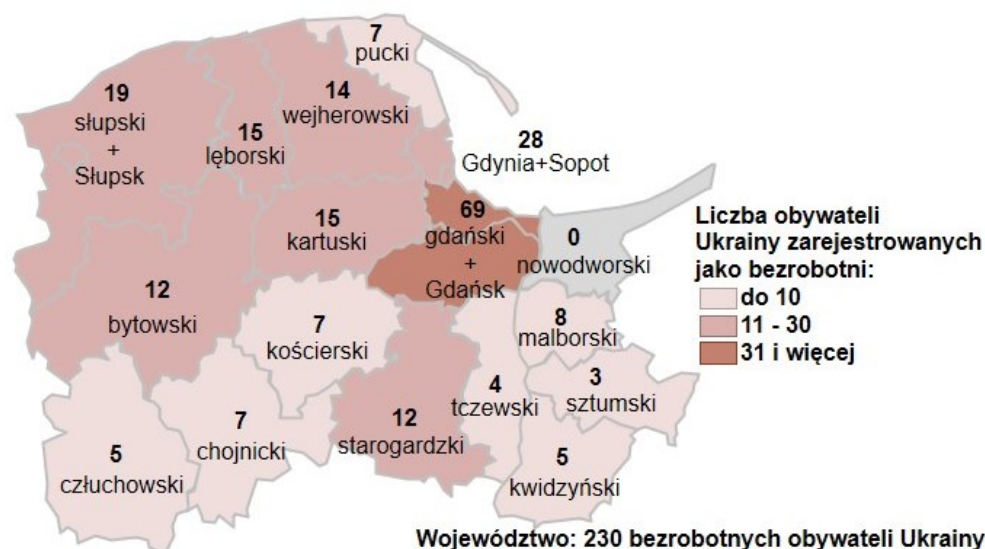 7
pucki
19
słupski
+
Słupsk
14
wejherowski
15
lęborski
28
Gdynia+Sopot
15
kartuski
69
gdański
+
Gdańsk
0
nowodworski
12
bytowski
7
kościerski
8
malborski
4
tczewski
3
sztumski
12
starogardzki
7
chojnicki
5
człuchowski
5
kwidzyński
Liczba obywateli
Ukrainy zarejestrowanych
jako bezrobotni:
do 10
11 - 30
31 i więcej
Województwo: 230 bezrobotnych obywateli Ukrainy